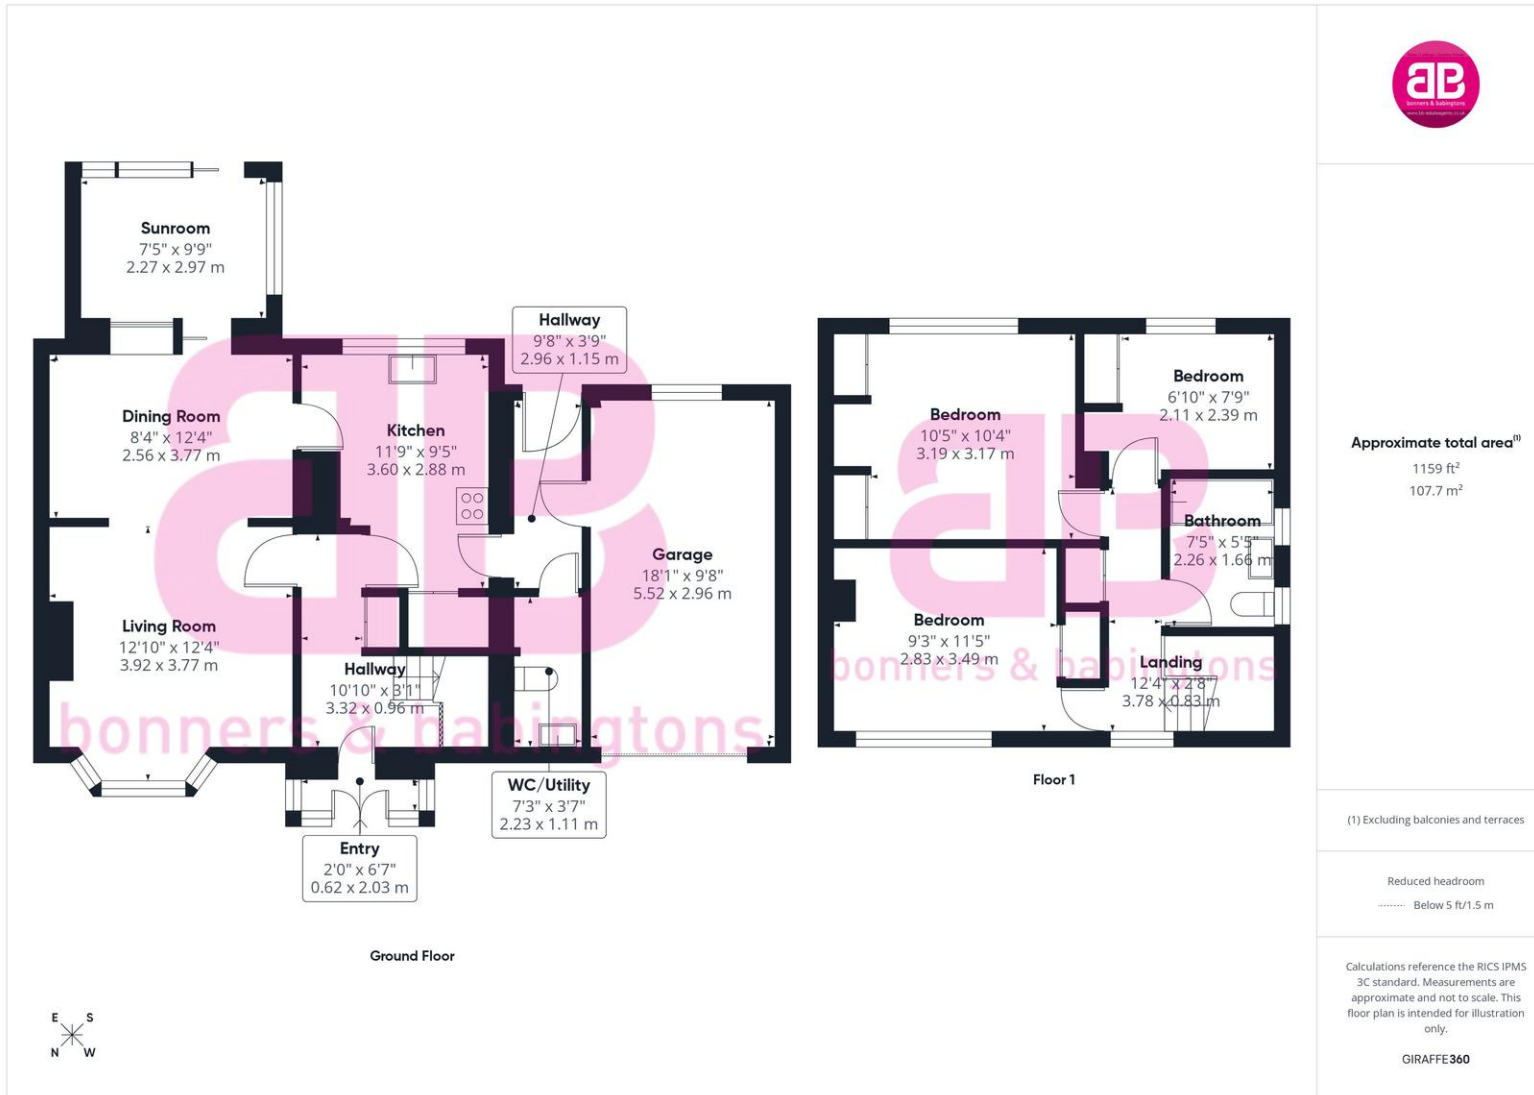 Sunroom
7'5" x 9'9"
2.27 x 2.97 m
Hallway
9'8" x 3'9"
2.96 x 1.15 m
Dining Room
8'4" x 12'4"
2.56 x 3.77 m
Kitchen
11'9" x 9'5"
3.60 x 2.88 m
Garage
18'1" x 9'8"
5.52 x 2.96 m
Living Room
12'10" x 12'4"
3.92 x 3.77 m
Hallway
10'10" x 3'1"
3.32 x 0.96 m
bonners & babingtons
WC/Utility
7'3" x 3'7"
2.23 x 1.11 m
Entry
2'0" x 6'7"
0.62 x 2.03 m
Ground Floor
E S
N W
Bedroom
10'5" x 10'4"
3.19 x 3.17 m
Bedroom
6'10" x 7'9"
2.11 x 2.39 m
Bathroom
7'5" x 5'5"
2.26 x 1.66 m
Bedroom
9'3" x 11'5"
2.83 x 3.49 m
Landing
12'4" x 2'8"
3.78 x 0.83 m
bonners & babingtons
Floor 1
bonners & babingtons
Approximate total area(1)
1159 ft²
107.7 m²
(1) Excluding balconies and terraces
Reduced headroom
Below 5 ft/1.5 m
Calculations reference the RICS IPMS
3C standard. Measurements are
approximate and not to scale. This
floor plan is intended for illustration
only.
GIRAFFE360